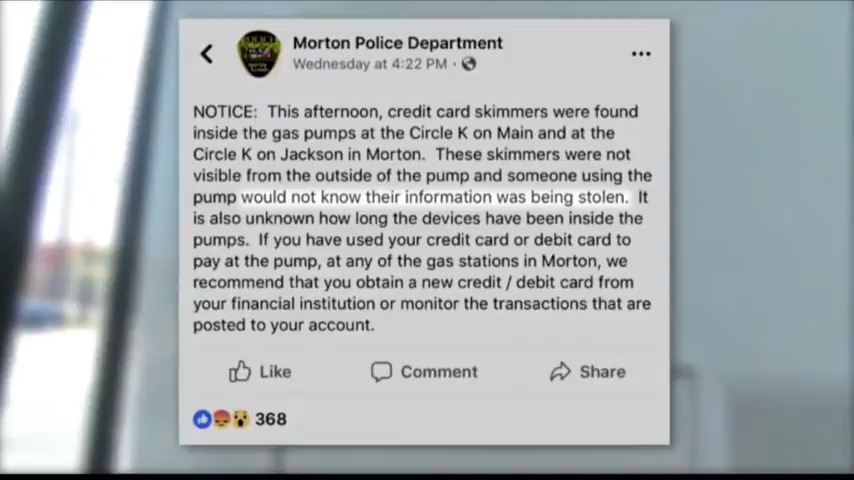 Morton Police Department
Wednesday at 4:22 PM ·
NOTICE: This afternoon, credit card skimmers were found
inside the gas pumps at the Circle K on Main and at the
Circle K on Jackson in Morton. These skimmers were not
visible from the outside of the pump and someone using the
pump would not know their information was being stolen. It
is also unknown how long the devices have been inside the
pumps. If you have used your credit card or debit card to
pay at the pump, at any of the gas stations in Morton, we
recommend that you obtain a new credit / debit card from
your financial institution or monitor the transactions that are
posted to your account.
Like Comment Share
368